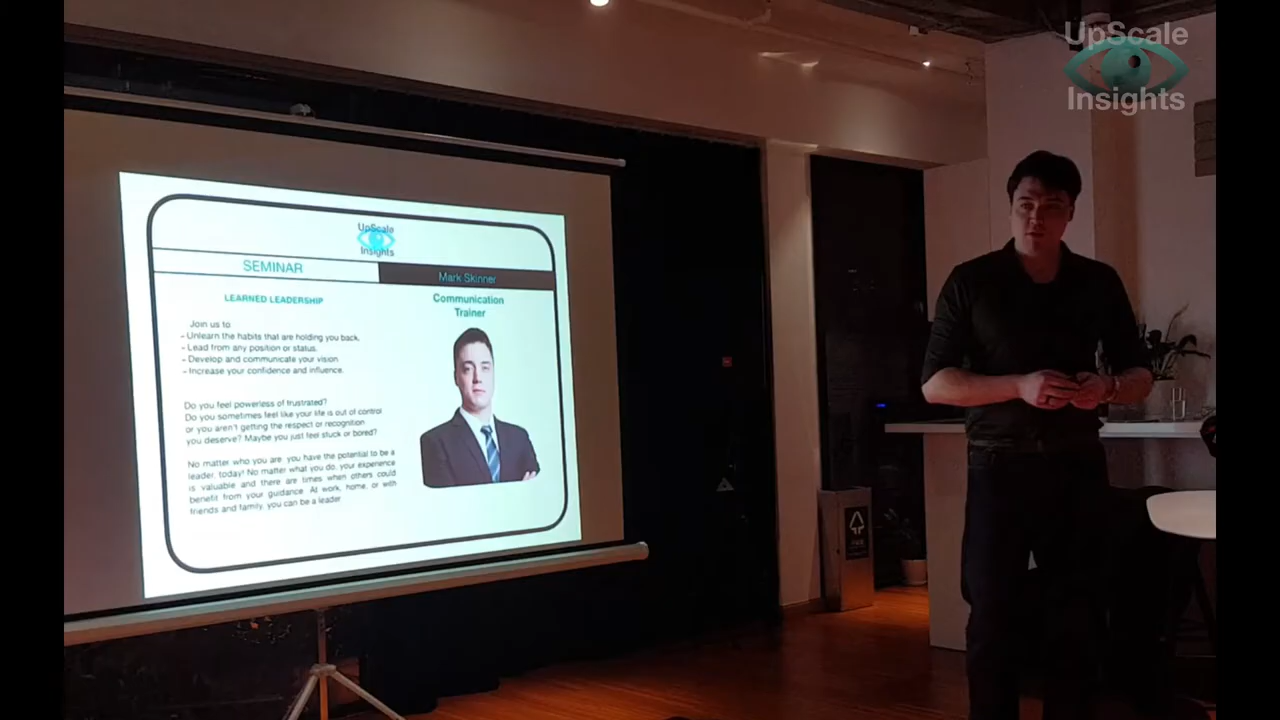 UpScale
Insights
UpScale
Insights
SEMINAR
Mark Skinner
LEARNED LEADERSHIP
Communication
Trainer
Join us to
- Unlearn the habits that are holding you back.
- Lead from any position or status.
- Develop and communicate your vision.
- Increase your confidence and influence.
Do you feel powerless of frustrated?
Do you sometimes feel like your life is out of control
or you aren't getting the respect or recognition
you deserve? Maybe you just feel stuck or bored?
No matter who you are, you have the potential to be a
leader, today! No matter what you do, your experience
is valuable and there are times when others could
benefit from your guidance. At work, home, or with
friends and family, you can be a leader